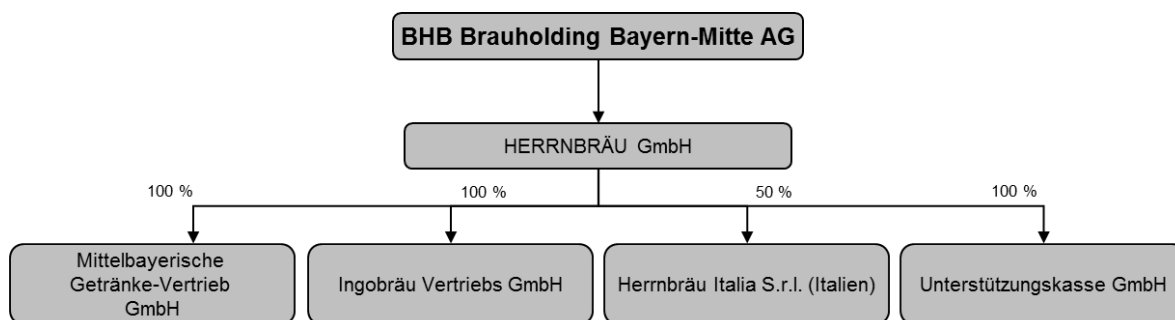 BHB Brauholding Bayern-Mitte AG
HERRNBRÄU GmbH
100 %
100 %
50 %
100 %
Mittelbayerische
Getränke-Vertrieb
GmbH
Ingobräu Vertriebs GmbH
Herrnbräu Italia S.r.l. (Italien)
Unterstützungskasse GmbH